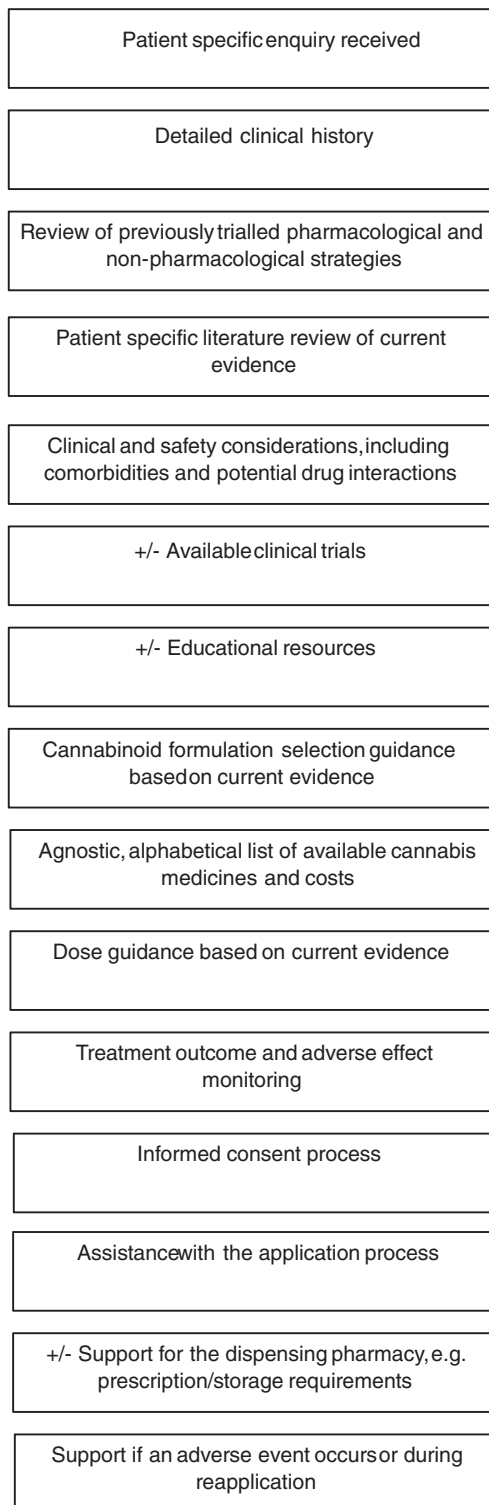 Patient specific enquiry received
Detailed clinical history
Review of previously trialled pharmacological and
non-pharmacological strategies
Patient specific literature review of current
evidence
Clinical and safety considerations, including
comorbidities and potential drug interactions
+/- Available clinical trials
+/- Educational resources
Cannabinoid formulation selection guidance
based on current evidence
Agnostic, alphabetical list of available cannabis
medicines and costs
Dose guidance based on current evidence
Treatment outcome and adverse effect
monitoring
Informed consent process
Assistance with the application process
+/- Support for the dispensing pharmacy, e.g.
prescription/storage requirements
Support if an adverse event occurs or during
reapplication